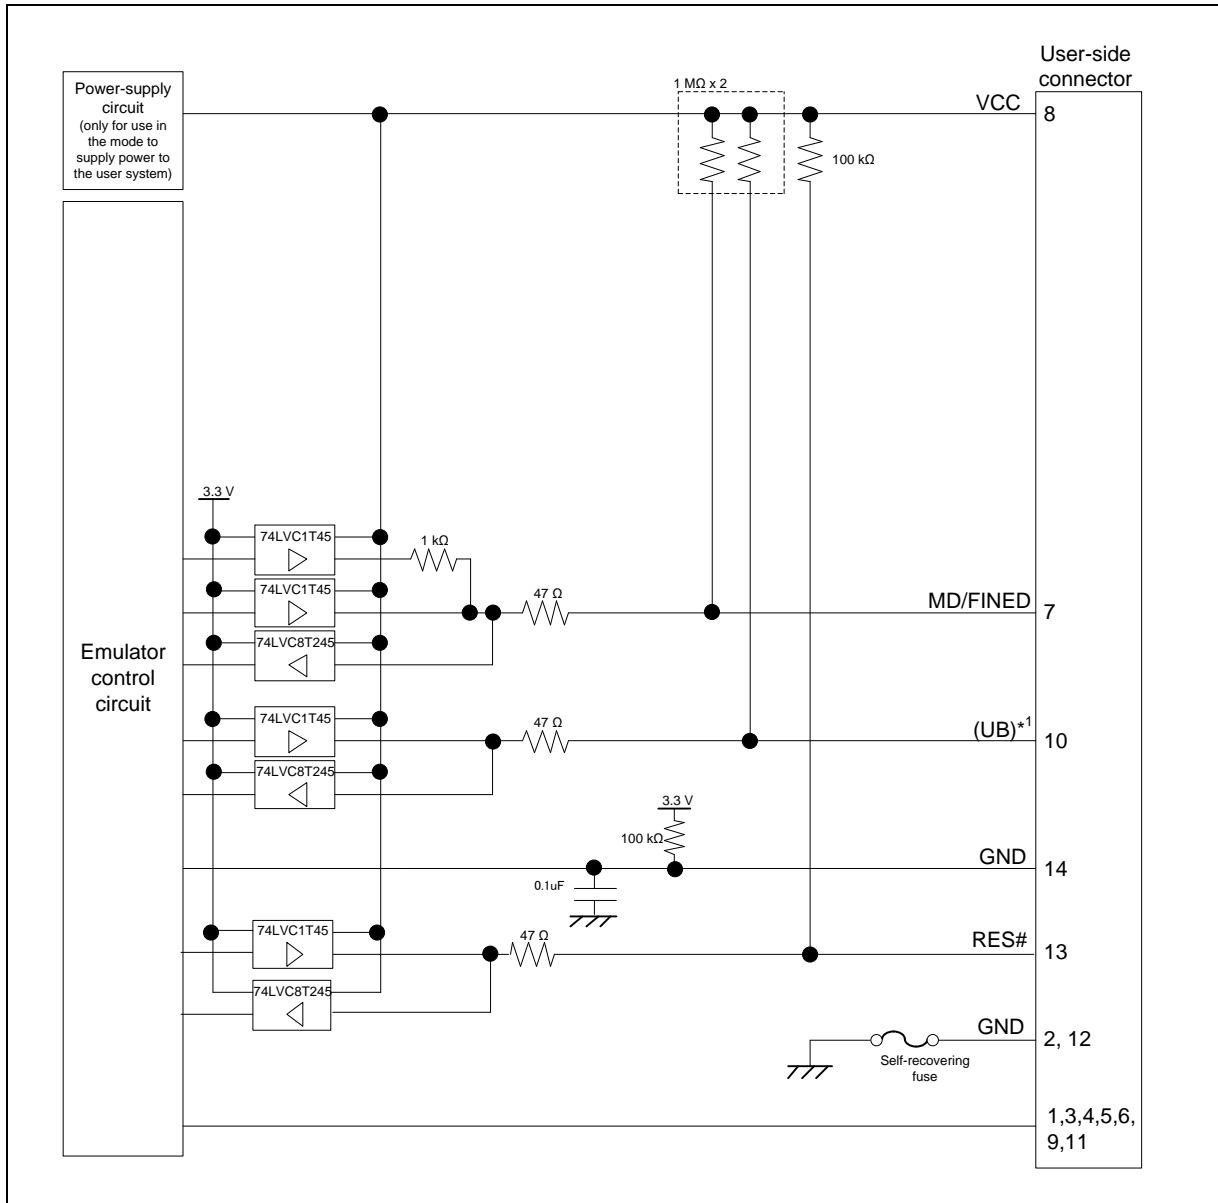 User-side
connector
Power-supply
circuit
(only for use in
the mode to
supply power to
the user system)
1 MΩ x 2
VCC
8
100 kΩ
3.3 V
74LVC1T45
1 kΩ
74LVC1T45
47 Ω
MD/FINED
7
74LVC8T245
Emulator
control
circuit
74LVC1T45
47 Ω
(UB)*1
10
74LVC8T245
3.3 V
100 kΩ
GND
14
0.1uF
74LVC1T45
47 Ω
RES#
13
74LVC8T245
GND
2, 12
Self-recovering
fuse
1,3,4,5,6,
9,11